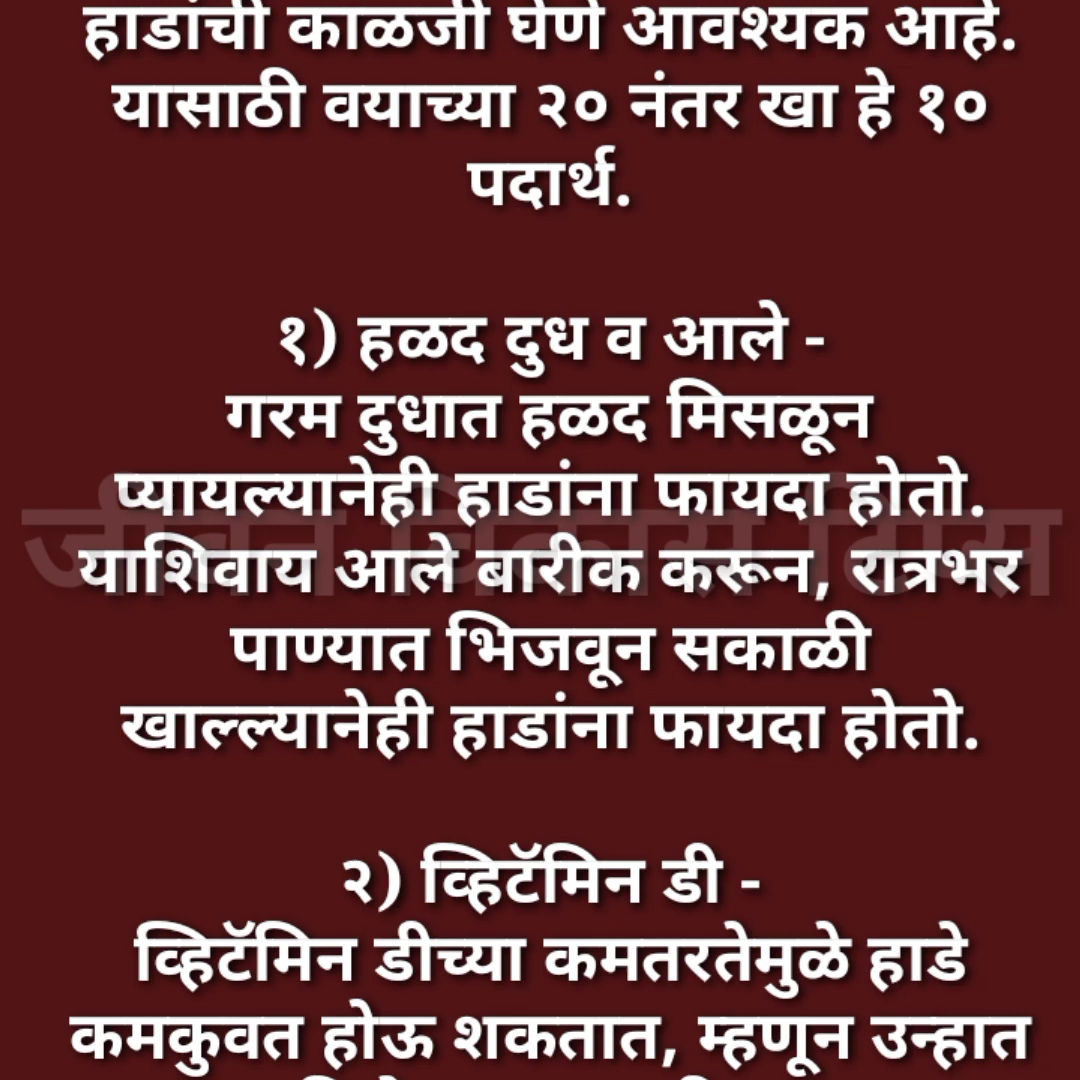 हाडांची काळजी घेणे आवश्यक आहे.
यासाठी वयाच्या २० नंतर खा हे १०
पदार्थ.
१) हळद दुध व आले -
गरम दुधात हळद मिसळून
प्यायल्यानेही हाडांना फायदा होतो.
याशिवाय आले बारीक करून, रात्रभर
पाण्यात भिजवून सकाळी
खाल्ल्यानेही हाडांना फायदा होतो.
२) व्हिटॅमिन डी -
व्हिटॅमिन डीच्या कमतरतेमुळे हाडे
कमकुवत होऊ शकतात, म्हणून उन्हात